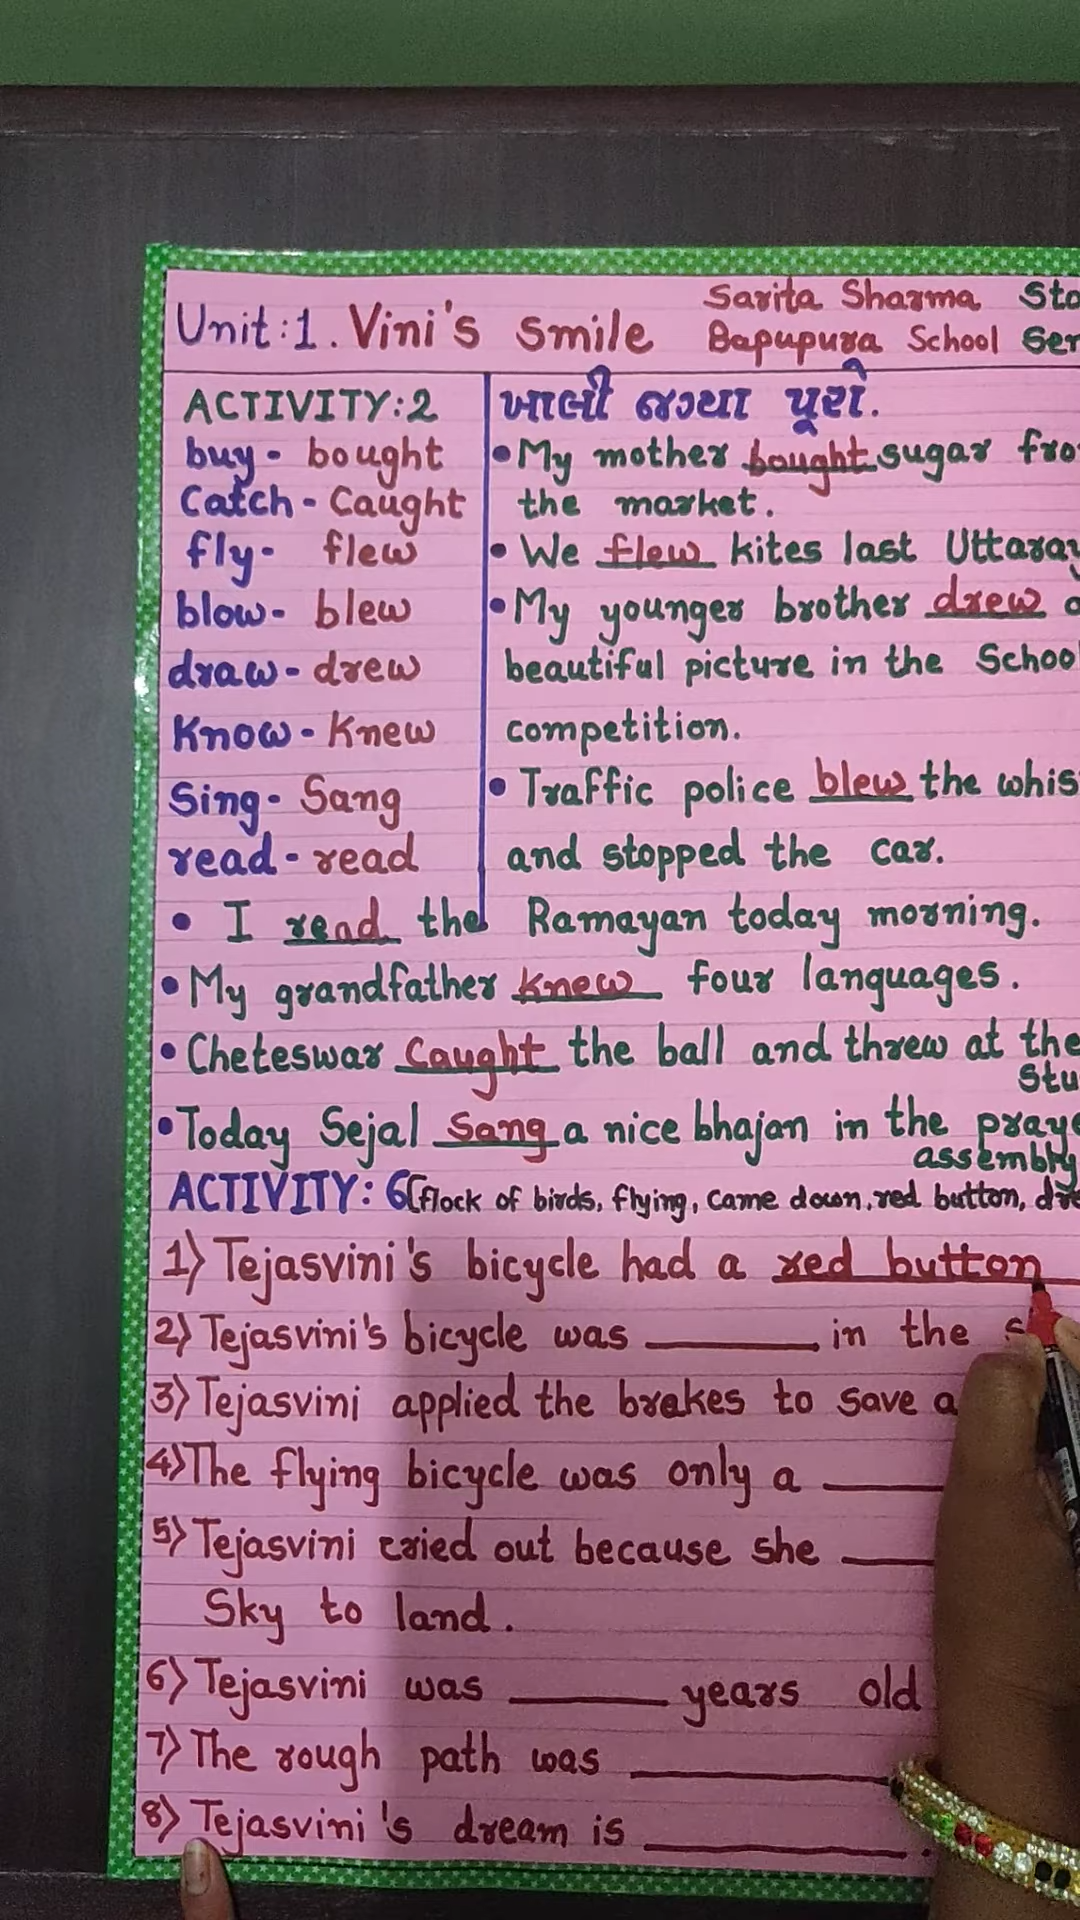 Unit:1. Vini's Smile
Sarita Sharma
Bapupura School
ACTIVITY:2
buy - bought
Catch - Caught
fly - flew
blow - blew
draw - drew
Know - Knew
Sing - Sang
read - read
ખાલી જગ્યા પૂરો.
• My mother bought sugar
the market.
• We flew kites last
• My younger brother drew
beautiful picture in the
competition.
• Traffic police blew the
and stopped the car.
• I read the Ramayan today morning.
• My grandfather Knew four languages.
• Cheteswar Caught the ball and threw at the
• Today Sejal Sang a nice bhajan in the
assembly
ACTIVITY: 6 [flock of birds, flying, came down, red button,
1) Tejasvini's bicycle had a red button
2) Tejasvini's bicycle was ______ in the
3) Tejasvini applied the brakes to save a
4) The flying bicycle was only a ____
5) Tejasvini cried out because she ____
Sky to land.
6) Tejasvini was ______ years old
7) The rough path was ________
8) Tejasvini's dream is ________.